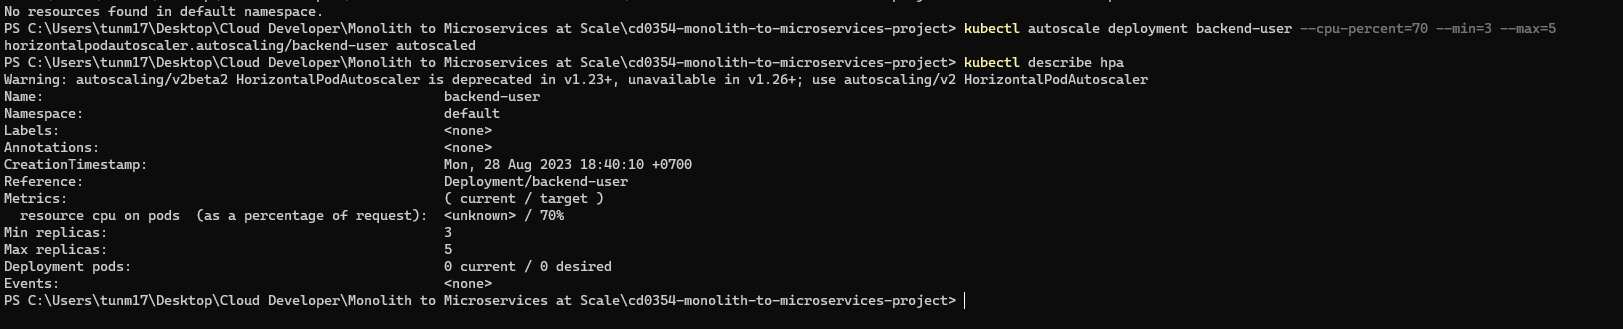 No resources found in default namespace.
PS C:\Users\tunm17\Desktop\Cloud Developer\Monolith to Microservices at Scale\cd0354-monolith-to-microservices-project> kubectl autoscale deployment backend-user --cpu-percent=70 --min=3 --max=5
horizontalpodautoscaler.autoscaling/backend-user autoscaled
PS C:\Users\tunm17\Desktop\Cloud Developer\Monolith to Microservices at Scale\cd0354-monolith-to-microservices-project> kubectl describe hpa
Warning: autoscaling/v2beta2 HorizontalPodAutoscaler is deprecated in v1.23+, unavailable in v1.26+; use autoscaling/v2 HorizontalPodAutoscaler
Name: backend-user
Namespace: default
Labels: <none>
Annotations: <none>
CreationTimestamp: Mon, 28 Aug 2023 18:40:10 +0700
Reference: Deployment/backend-user
Metrics: ( current / target )
  resource cpu on pods  (as a percentage of request): <unknown> / 70%
Min replicas: 3
Max replicas: 5
Deployment pods: 0 current / 0 desired
Events: <none>
PS C:\Users\tunm17\Desktop\Cloud Developer\Monolith to Microservices at Scale\cd0354-monolith-to-microservices-project>